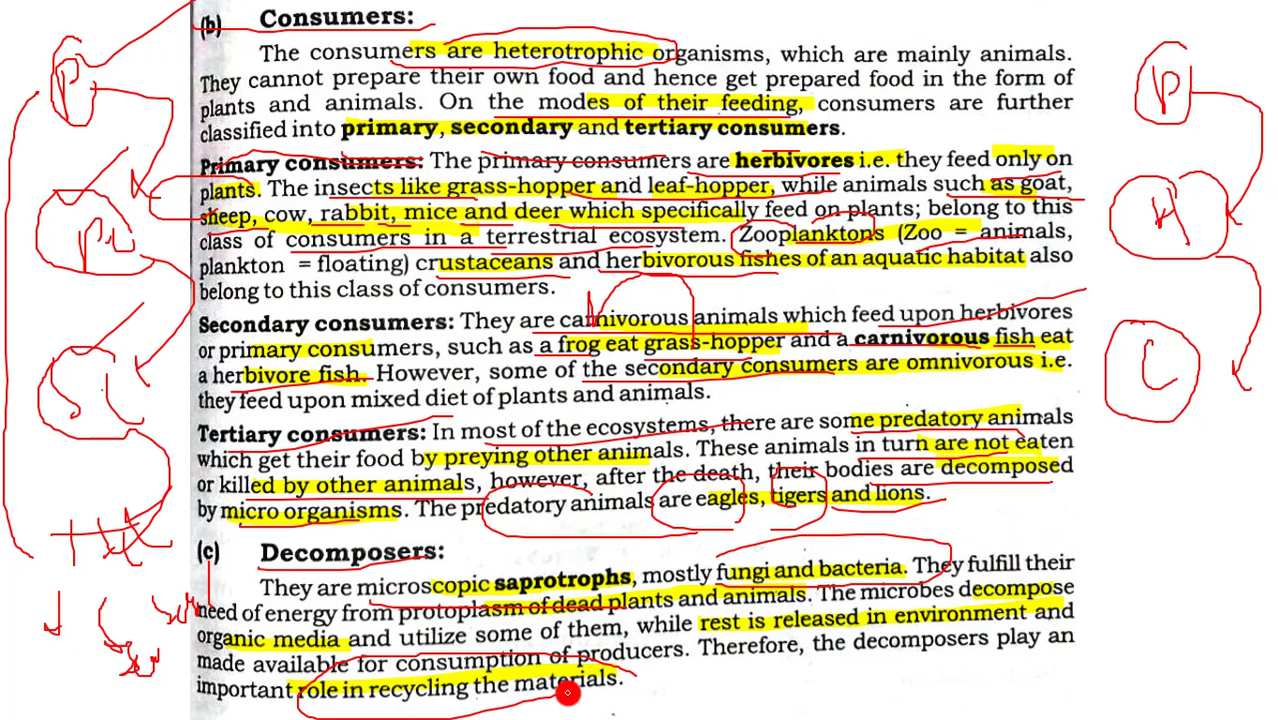 (b) Consumers:
The consumers are heterotrophic organisms, which are mainly animals.
They cannot prepare their own food and hence get prepared food in the form of
plants and animals. On the modes of their feeding, consumers are further
classified into primary, secondary and tertiary consumers.
Primary consumers: The primary consumers are herbivores i.e. they feed only on
plants. The insects like grass-hopper and leaf-hopper, while animals such as goat,
sheep, cow, rabbit, mice and deer which specifically feed on plants; belong to this
class of consumers in a terrestrial ecosystem. Zooplanktons (Zoo = animals,
plankton = floating) crustaceans and herbivorous fishes of an aquatic habitat also
belong to this class of consumers.
Secondary consumers: They are carnivorous animals which feed upon herbivores
or primary consumers, such as a frog eat grass-hopper and a carnivorous fish eat
a herbivore fish. However, some of the secondary consumers are omnivorous i.e.
they feed upon mixed diet of plants and animals.
Tertiary consumers: In most of the ecosystems, there are some predatory animals
which get their food by preying other animals. These animals in turn are not eaten
or killed by other animals, however, after the death, their bodies are decomposed
by micro organisms. The predatory animals are eagles, tigers and lions.
(c) Decomposers:
They are microscopic saprotrophs, mostly fungi and bacteria. They fulfill their
need of energy from protoplasm of dead plants and animals. The microbes decompose
organic media and utilize some of them, while rest is released in environment and
made available for consumption of producers. Therefore, the decomposers play an
important role in recycling the materials.
P
P
H
C